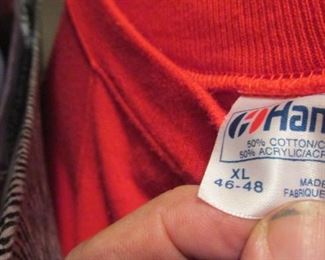 Han
50% COTTON/C
50% ACRYLIC/ACR
XL
46-48
MADE
FABRIQUE